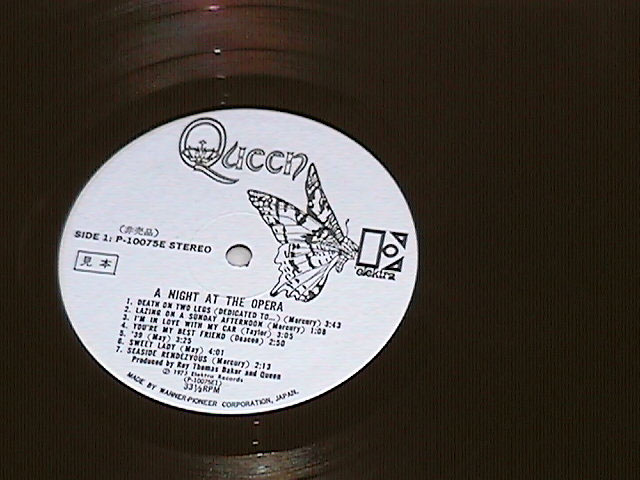 Queen
(非売品)
SIDE 1: P-10075E STEREO
見本
elektra
A NIGHT AT THE OPERA
1. DEATH ON TWO LEGS (DEDICATED TO...) (Mercury) 3:43
2. LAZING ON A SUNDAY AFTERNOON (Mercury) 1:08
3. I'M IN LOVE WITH MY CAR (Taylor) 3:05
4. YOU'RE MY BEST FRIEND (Deacon) 2:50
5. '39 (May) 3:25
6. SWEET LADY (May) 4:01
7. SEASIDE RENDEZVOUS (Mercury) 2:13
Produced by Roy Thomas Baker and Queen
Ⓟ 1975 Elektra Records
(P-10075E1)
33⅓RPM
MADE BY WARNER-PIONEER CORPORATION, JAPAN.